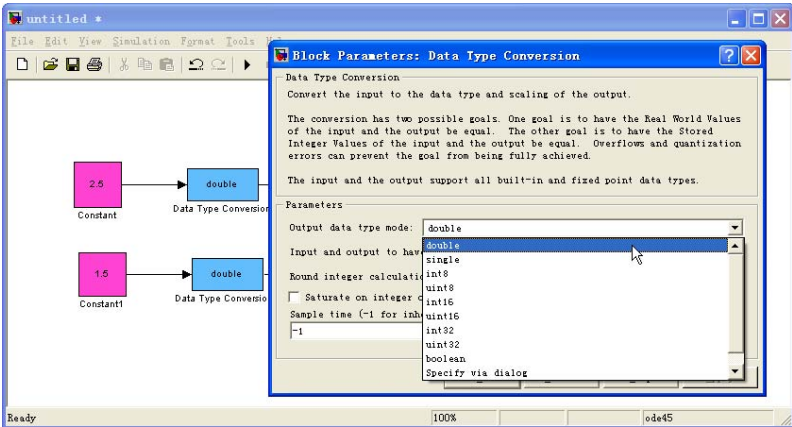 untitled *
File Edit View Simulation Format Tools
Block Parameters: Data Type Conversion
Data Type Conversion
Convert the input to the data type and scaling of the output.
The conversion has two possible goals. One goal is to have the Real World Values
of the input and the output be equal. The other goal is to have the Stored
Integer Values of the input and the output be equal. Overflows and quantization
errors can prevent the goal from being fully achieved.
The input and the output support all built-in and fixed point data types.
Parameters
Output data type mode: double
Input and output to hav
Round integer calculati
Saturate on integer
Sample time (-1 for inh
-1
double
single
int8
uint8
int16
uint16
int32
uint32
boolean
Specify via dialog
2.5
Constant
double
Data Type Conversion
1.5
Constant1
double
Data Type Conversio
Ready
100%
ode45